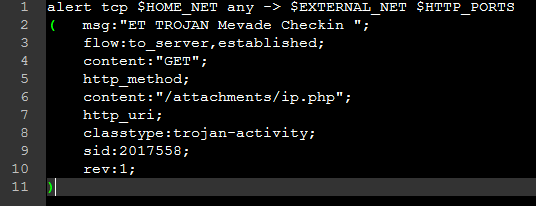 1 alert tcp $HOME_NET any -> $EXTERNAL_NET $HTTP_PORTS
2 ( msg:"ET TROJAN Mevade Checkin ";
3 flow:to_server,established;
4 content:"GET";
5 http_method;
6 content:"/attachments/ip.php";
7 http_uri;
8 classtype:trojan-activity;
9 sid:2017558;
10 rev:1;
11 )